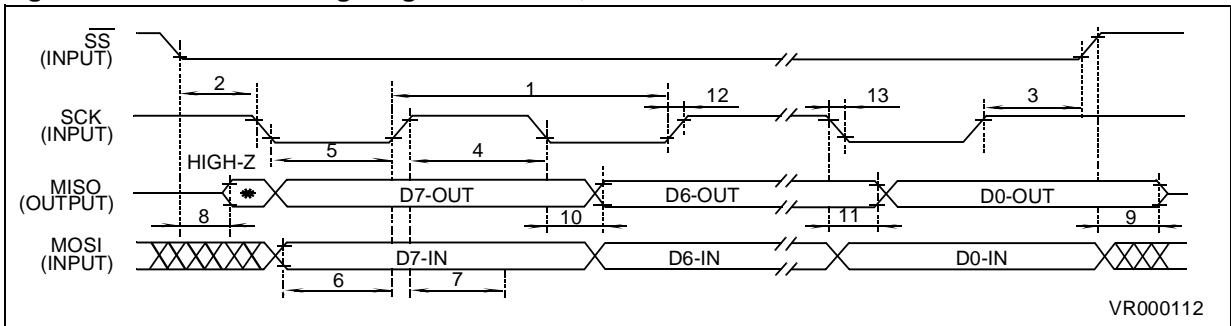 SS
(INPUT)
2
1
12
13
3
SCK
(INPUT)
5
4
HIGH-Z
MISO
(OUTPUT)
D7-OUT
D6-OUT
D0-OUT
8
10
11
9
MOSI
(INPUT)
D7-IN
D6-IN
D0-IN
6
7
VR000112